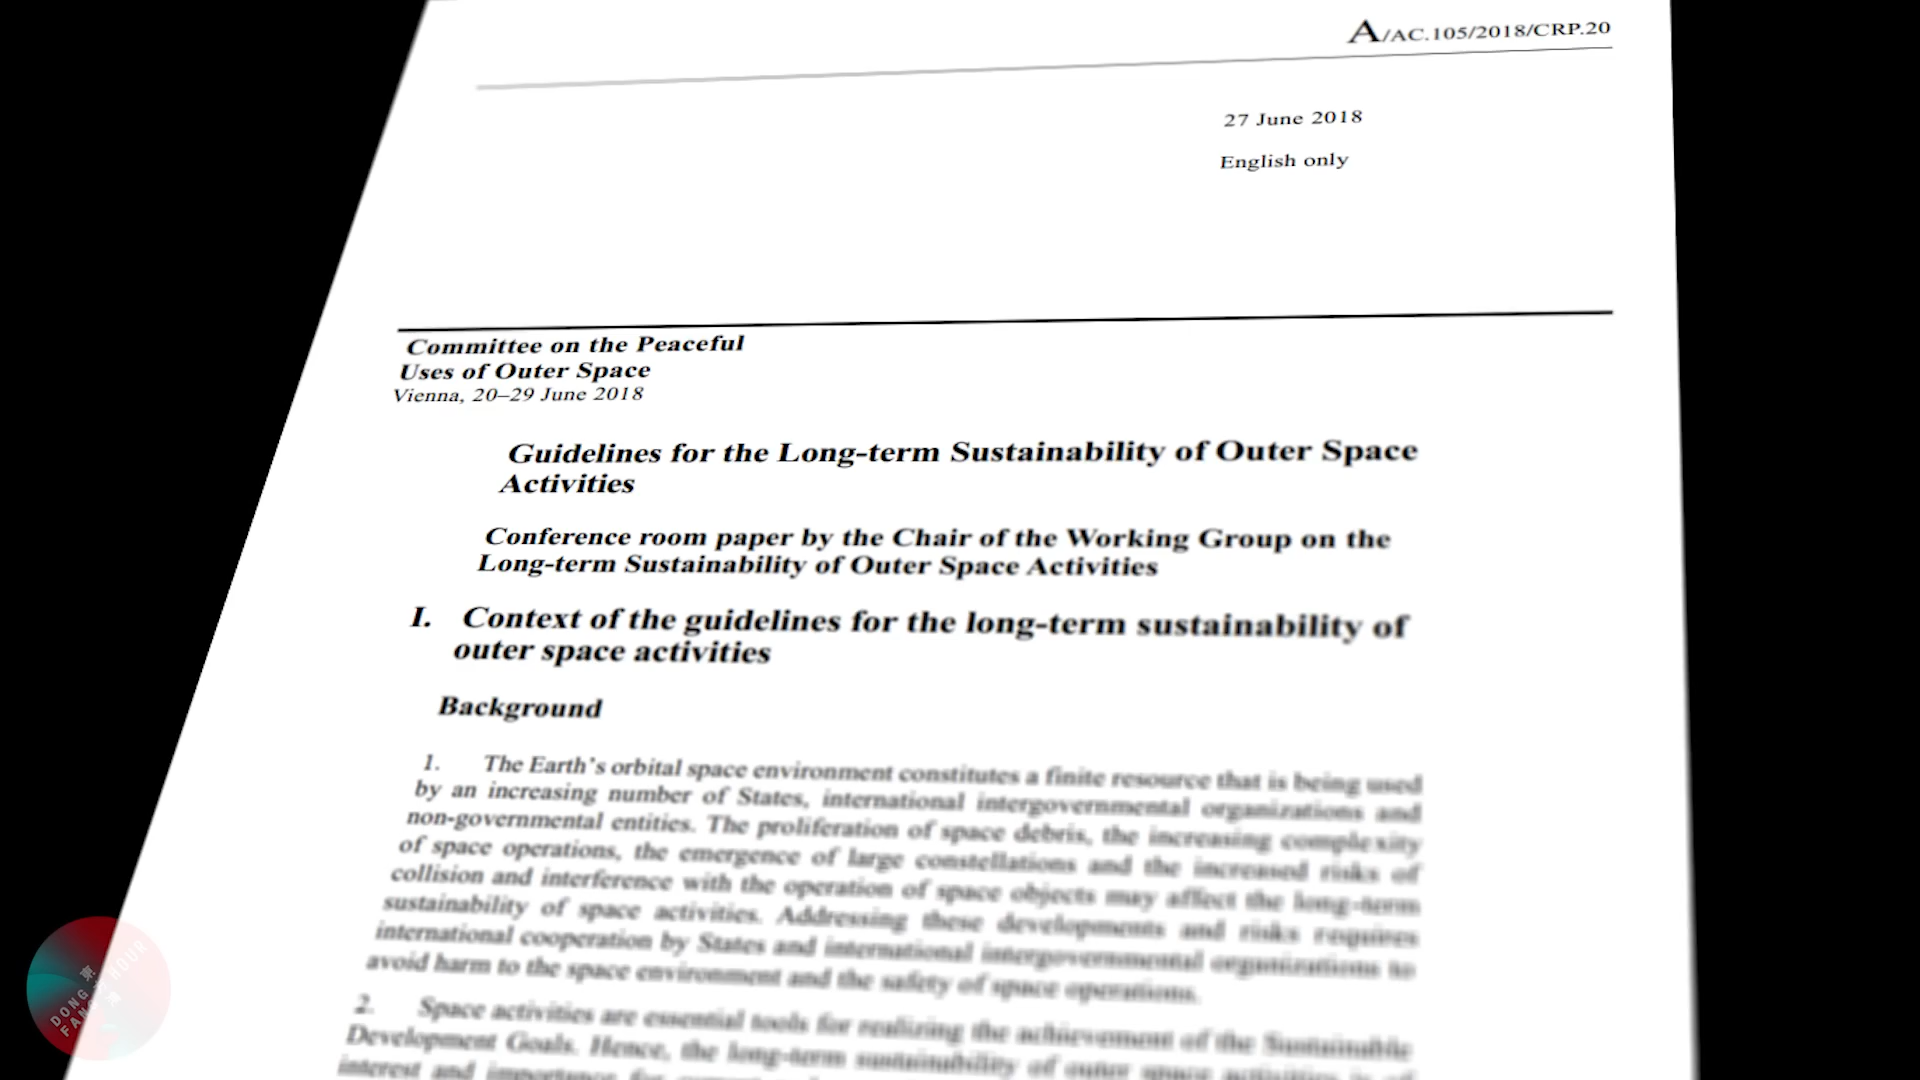 A/AC.105/2018/CRP.20
27 June 2018
English only
Committee on the Peaceful
Uses of Outer Space
Vienna, 20–29 June 2018
Guidelines for the Long-term Sustainability of Outer Space
Activities
Conference room paper by the Chair of the Working Group on the
Long-term Sustainability of Outer Space Activities
I. Context of the guidelines for the long-term sustainability of
outer space activities
Background
1. The Earth's orbital space environment constitutes a finite resource that is being used
by an increasing number of States, international intergovernmental organizations and
non-governmental entities. The proliferation of space debris, the increasing complexity
of space operations, the emergence of large constellations and the increased risks of
collision and interference with the operation of space objects may affect the long-term
sustainability of space activities. Addressing these developments and risks requires
international cooperation by States and international intergovernmental organizations to
avoid harm to the space environment and the safety of space operations.
2. Space activities are essential tools for realizing the achievement of the Sustainable
Development Goals. Hence, the long-term sustainability of outer space activities is of
interest and importance for
DONG FANG HOUR
東